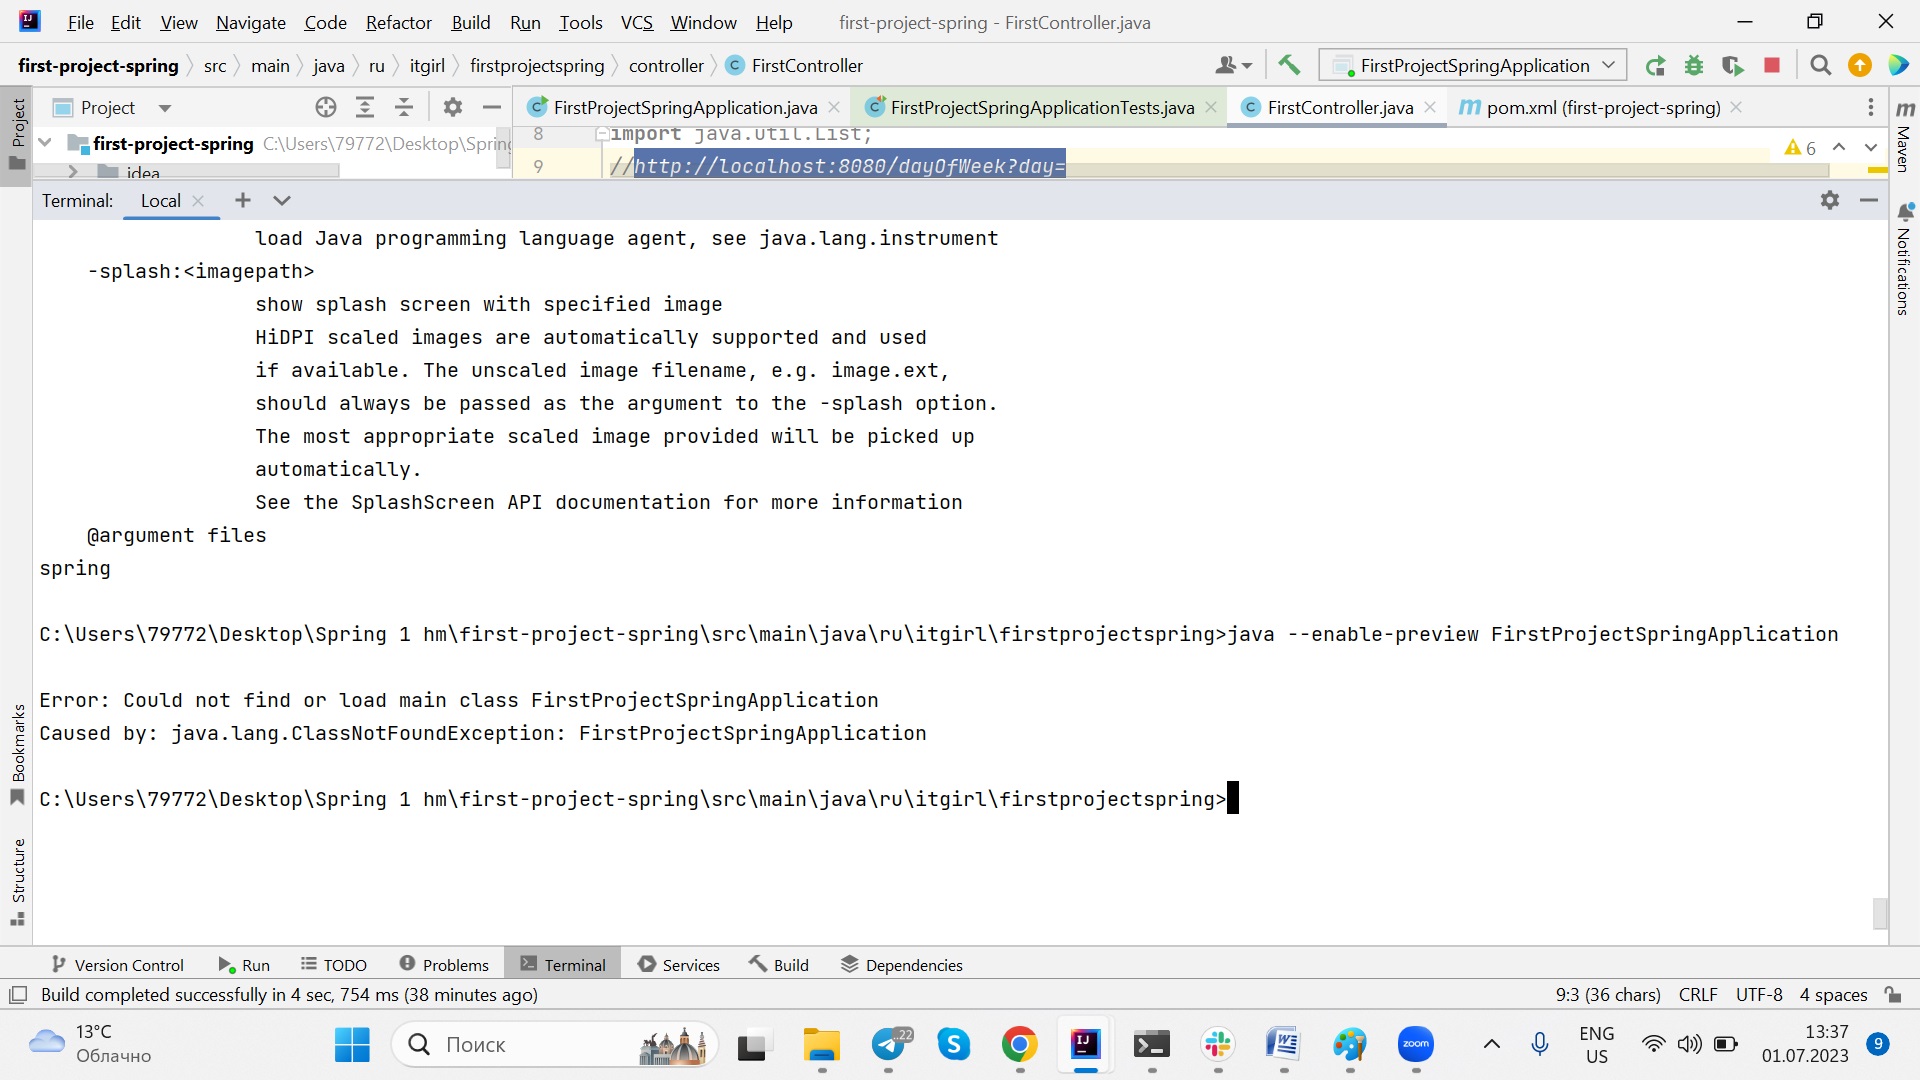 File Edit View Navigate Code Refactor Build Run Tools VCS Window Help first-project-spring - FirstController.java
first-project-spring src main java ru itgirl firstprojectspring controller FirstController FirstProjectSpringApplication
Project FirstProjectSpringApplication.java FirstProjectSpringApplicationTests.java FirstController.java pom.xml (first-project-spring)
first-project-spring C:\Users\79772\Desktop\Spring
8 import java.util.List;
idea
9 //http://localhost:8080/dayOfWeek?day=
6
Project
Maven
Notifications
Bookmarks
Structure
Terminal: Local
load Java programming language agent, see java.lang.instrument
-splash:<imagepath>
show splash screen with specified image
HiDPI scaled images are automatically supported and used
if available. The unscaled image filename, e.g. image.ext,
should always be passed as the argument to the -splash option.
The most appropriate scaled image provided will be picked up
automatically.
See the SplashScreen API documentation for more information
@argument files
spring
C:\Users\79772\Desktop\Spring 1 hm\first-project-spring\src\main\java\ru\itgirl\firstprojectspring>java --enable-preview FirstProjectSpringApplication
Error: Could not find or load main class FirstProjectSpringApplication
Caused by: java.lang.ClassNotFoundException: FirstProjectSpringApplication
C:\Users\79772\Desktop\Spring 1 hm\first-project-spring\src\main\java\ru\itgirl\firstprojectspring>
Version Control Run TODO Problems Terminal Services Build Dependencies
Build completed successfully in 4 sec, 754 ms (38 minutes ago) 9:3 (36 chars) CRLF UTF-8 4 spaces
13°C
Облачно
Поиск
22
zoom
ENG
US
13:37
01.07.2023
9